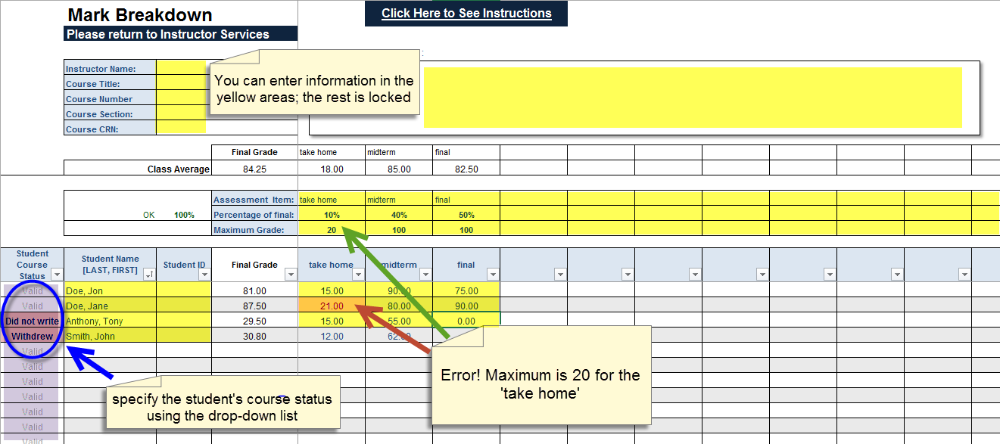 Mark Breakdown
Click Here to See Instructions
Please return to Instructor Services
:
Instructor Name:
Course Title:
Course Number
Course Section:
Course CRN:
You can enter information in the
yellow areas; the rest is locked
Final Grade take home midterm final
Class Average 84.25 18.00 85.00 82.50
Assessment Item: take home midterm final
OK 100% Percentage of final: 10% 40% 50%
Maximum Grade: 20 100 100
Student
Course
Status
Student Name
[LAST, FIRST]
Student ID Final Grade take home midterm final
Valid Doe, Jon 81.00 15.00 90.00 75.00
Valid Doe, Jane 87.50 21.00 80.00 90.00
Did not write Anthony, Tony 29.50 15.00 55.00 0.00
Withdrew Smith, John 30.80 12.00
Valid
Valid
Valid
Valid
Valid
Valid
Valid
Error! Maximum is 20 for the
'take home'
specify the student's course status
using the drop-down list